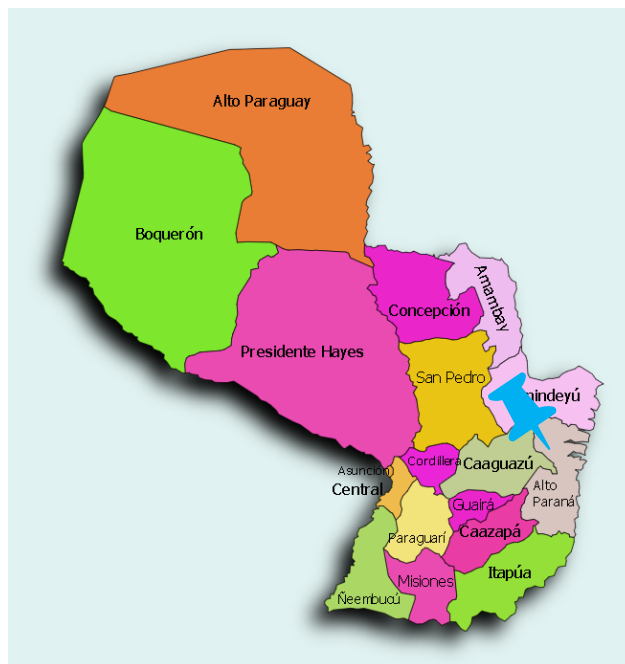 Alto Paraguay
Boquerón
Amambay
Concepción
Presidente Hayes
San Pedro
nindeyú
Cordillera
Caaguazú
Asunción
Central
Alto
Paraná
Guairá
Caazapá
Paraguarí
Itapúa
Misiones
Ñeembucú